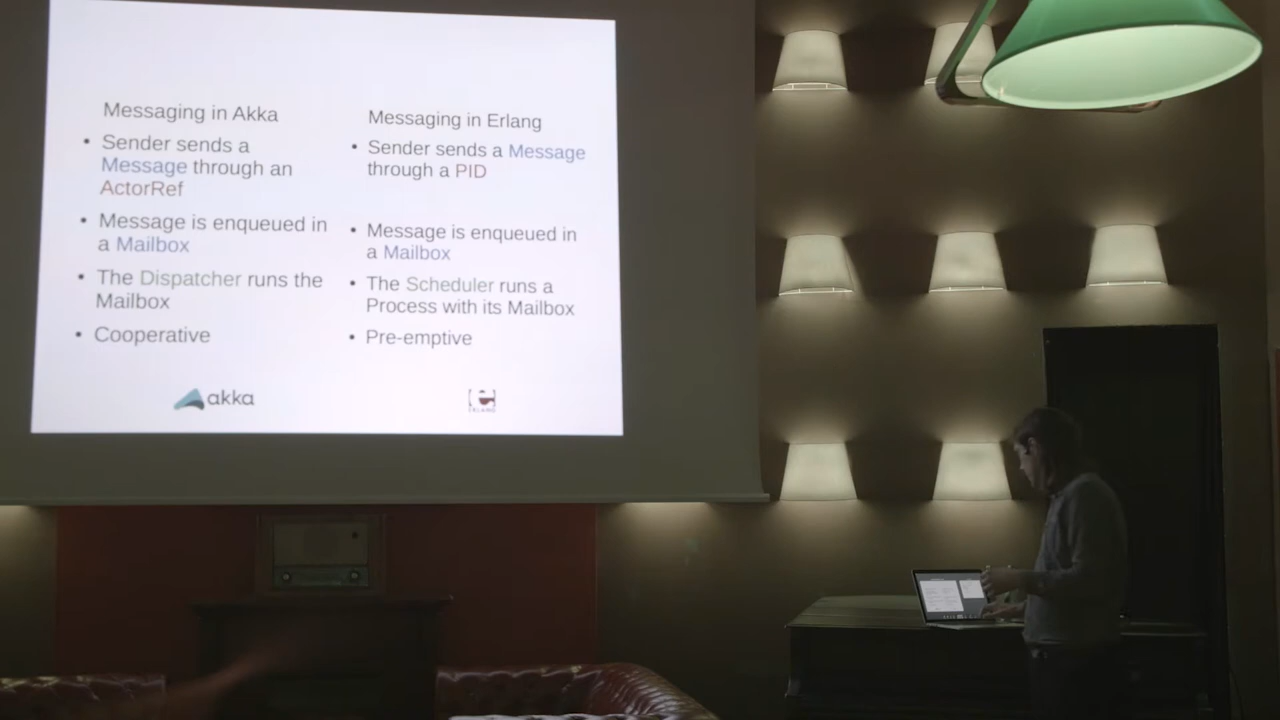 Messaging in Akka
• Sender sends a
Message through an
ActorRef
• Message is enqueued in
a Mailbox
• The Dispatcher runs the
Mailbox
• Cooperative
akka
Messaging in Erlang
• Sender sends a Message
through a PID
• Message is enqueued in
a Mailbox
• The Scheduler runs a
Process with its Mailbox
• Pre-emptive
ERLANG